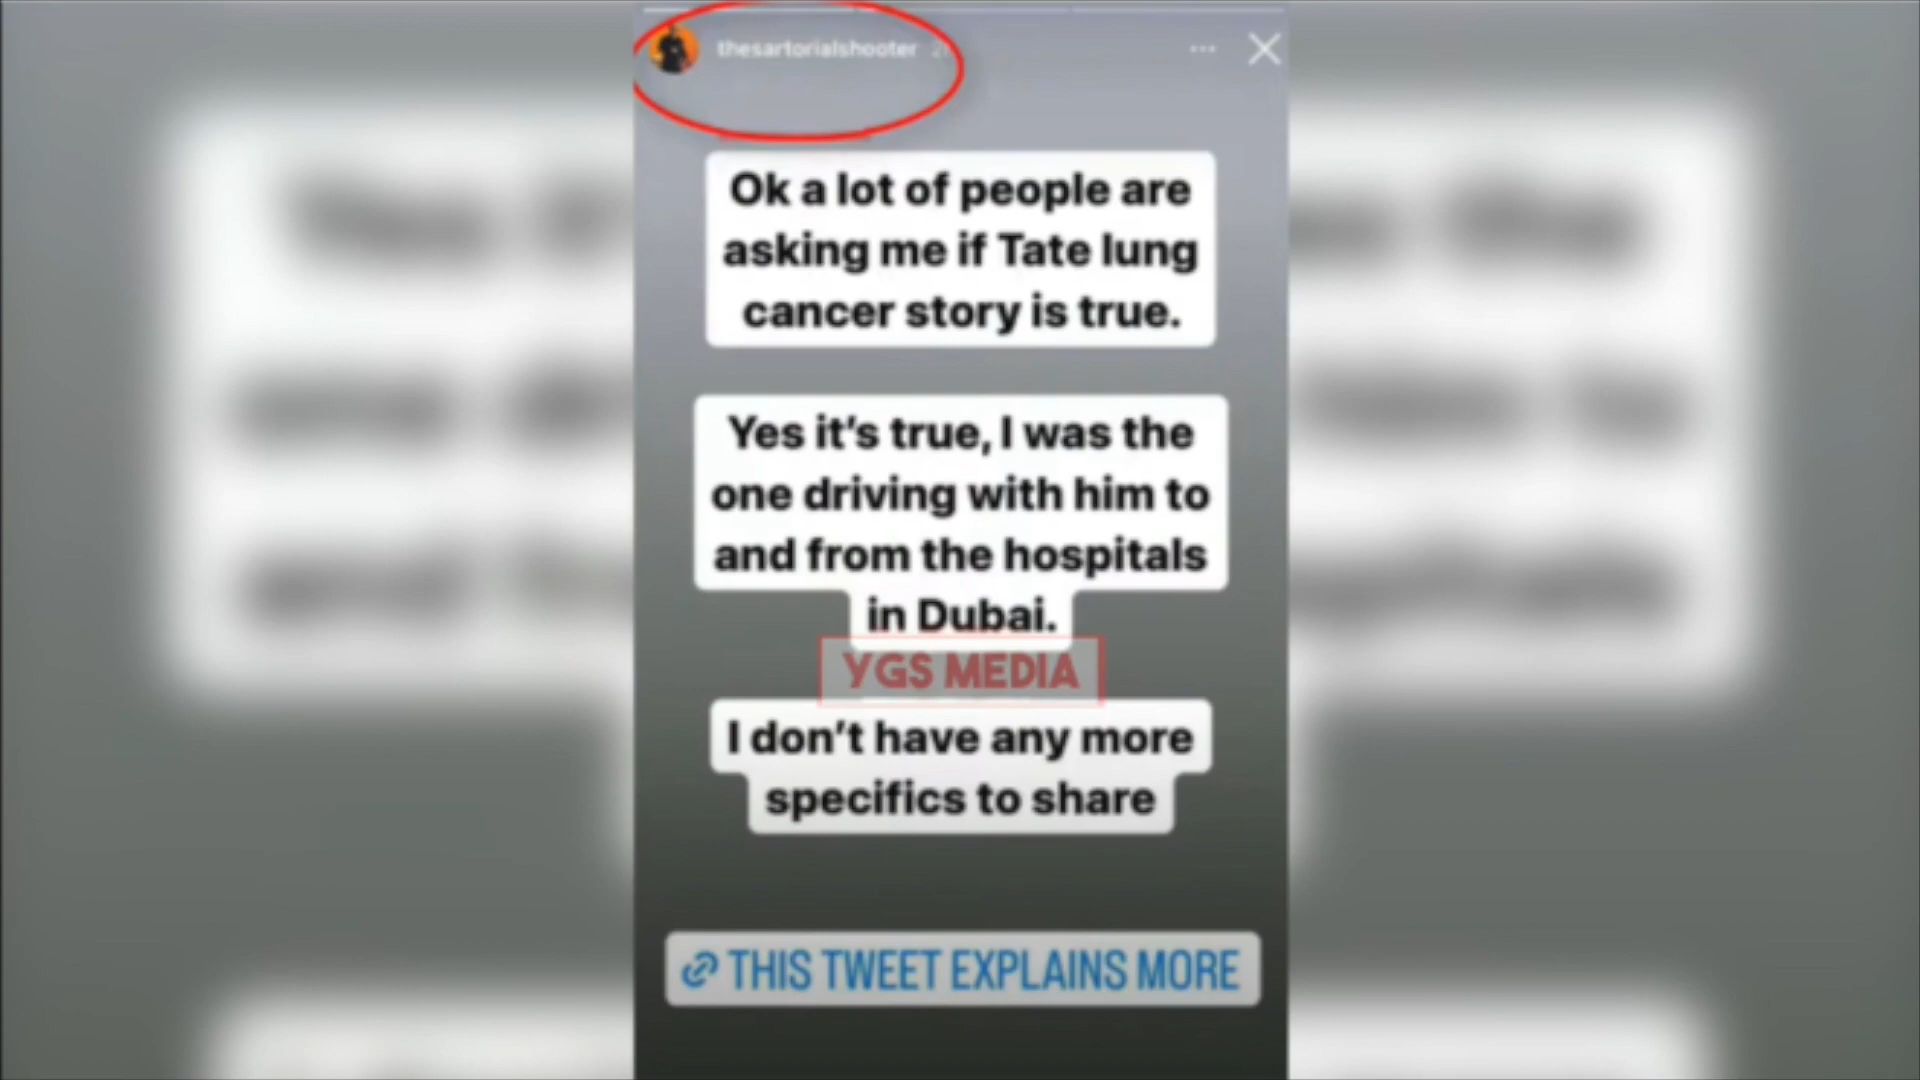 thesartorialshooter
Ok a lot of people are
asking me if Tate lung
cancer story is true.
Yes it's true, I was the
one driving with him to
and from the hospitals
in Dubai.
YGS MEDIA
I don't have any more
specifics to share
THIS TWEET EXPLAINS MORE